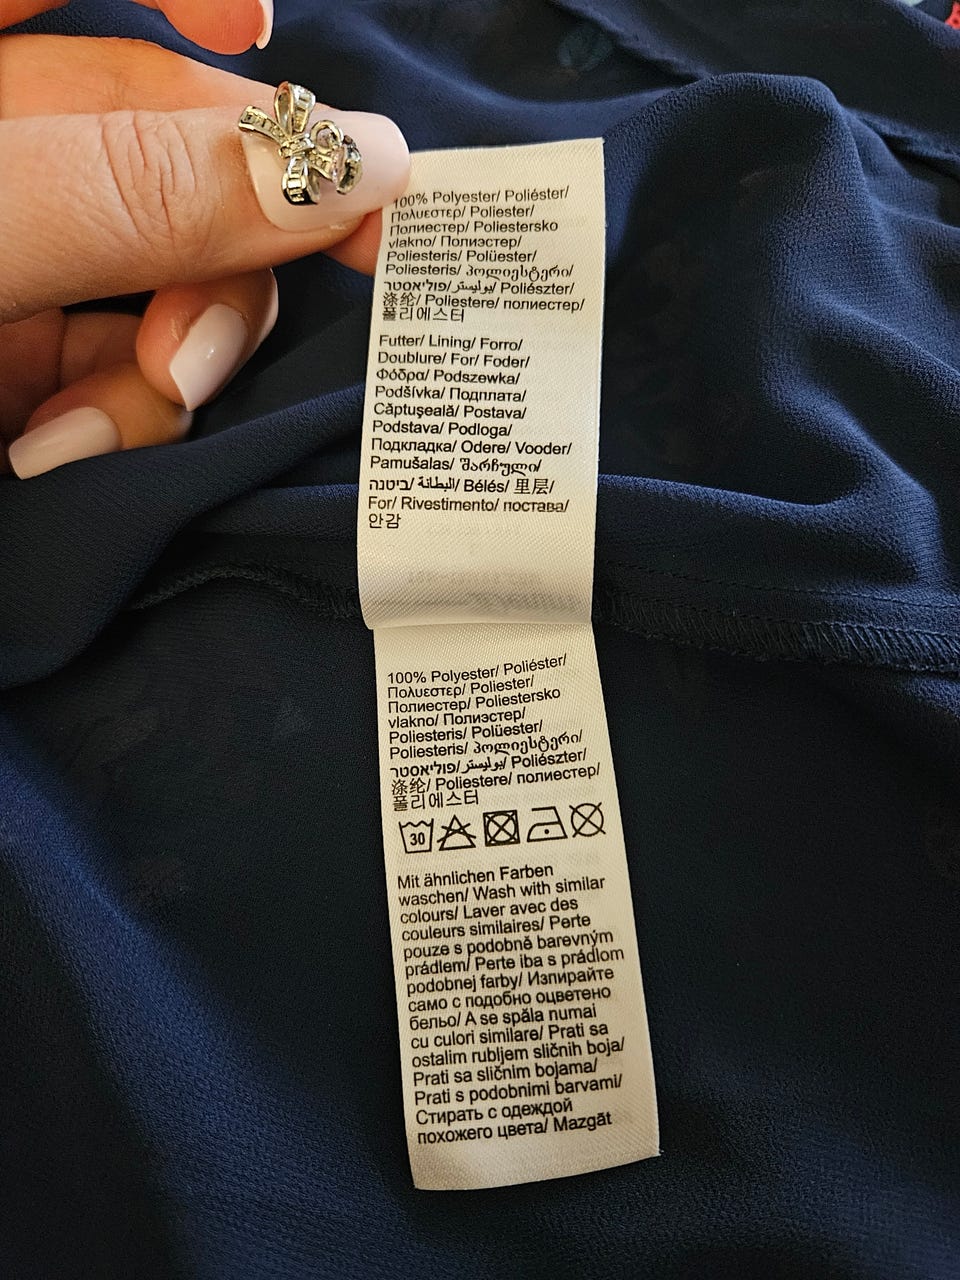 100% Polyester/ Poliéster/
Πολυεστερ/ Poliester/
Полиестер/ Poliestersko
vlakno/ Полиэстер/
Poliesteris/ Polüester/
Poliesteris/ პოლიესტერი/
פוליאסטר/بوليستر/ Poliészter/
涤纶/ Poliestere/ полиестер/
폴리에스터
Futter/ Lining/ Forro/
Doublure/ For/ Foder/
Φόδρα/ Podszewka/
Podšívka/ Подплата/
Căptuşeală/ Postava/
Podstava/ Podloga/
Подкладка/ Odere/ Vooder/
Pamušalas/ შარჩული/
ביטנה/ البطانة/ Bélés/ 里层/
For/ Rivestimento/ постава/
안감
100% Polyester/ Poliéster/
Πολυεστερ/ Poliester/
Полиестер/ Poliestersko
vlakno/ Полиэстер/
Poliesteris/ Polüester/
Poliesteris/ პოლიესტერი/
פוליאסטר/بوليستر/ Poliészter/
涤纶/ Poliestere/ полиестер/
폴리에스터
30
Mit ähnlichen Farben
waschen/ Wash with similar
colours/ Laver avec des
couleurs similaires/ Perte
pouze s podobně barevným
prádlem/ Perte iba s prádlom
podobnej farby/ Изпирайте
само с подобно оцветено
бельо/ A se spăla numai
cu culori similare/ Prati sa
ostalim rubljem sličnih boja/
Prati sa sličnim bojama/
Prati s podobnimi barvami/
Стирать с одеждой
похожего цвета/ Mazgāt